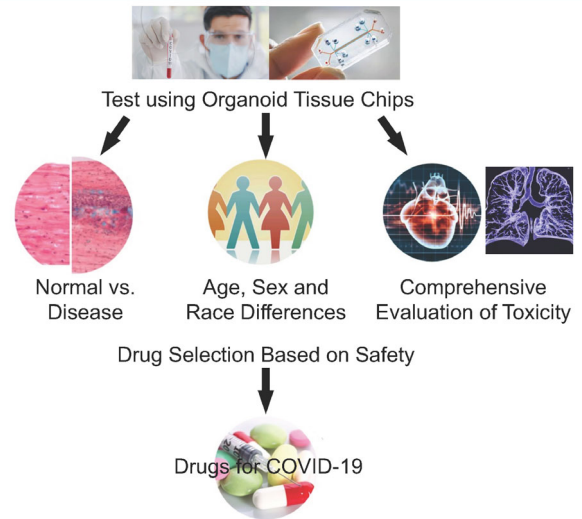 Test using Organoid Tissue Chips
Normal vs.
Disease
Age, Sex and
Race Differences
Comprehensive
Evaluation of Toxicity
Drug Selection Based on Safety
Drugs for COVID-19